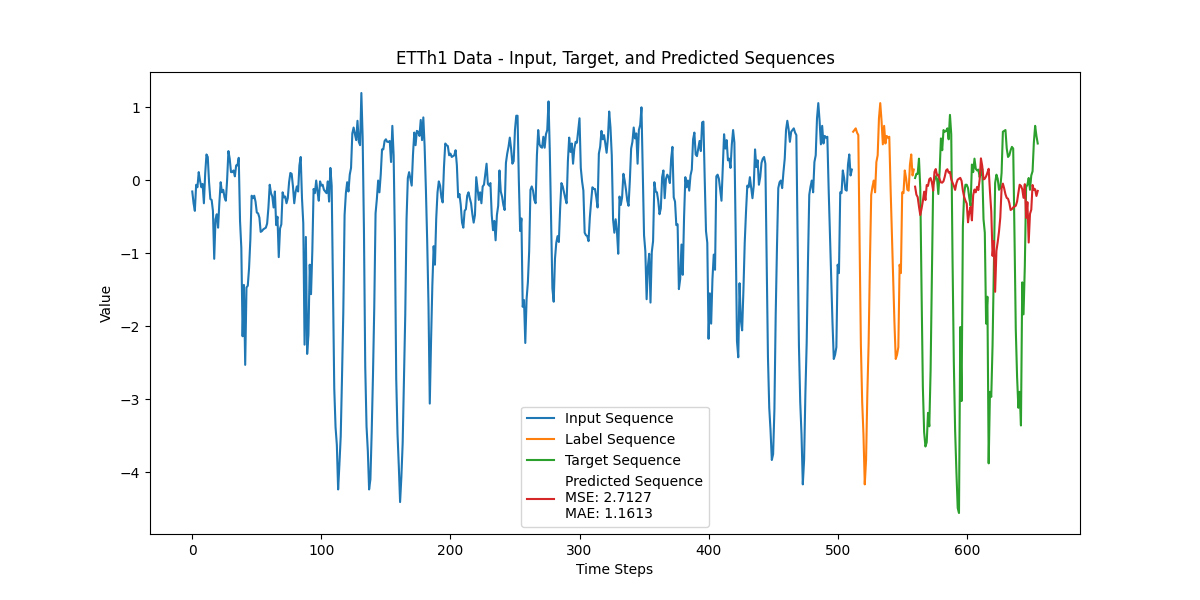 ETTh1 Data - Input, Target, and Predicted Sequences
Value
1
0
−1
−2
−3
−4
Input Sequence
Label Sequence
Target Sequence
Predicted Sequence
MSE: 2.7127
MAE: 1.1613
0 100 200 300 400 500 600
Time Steps